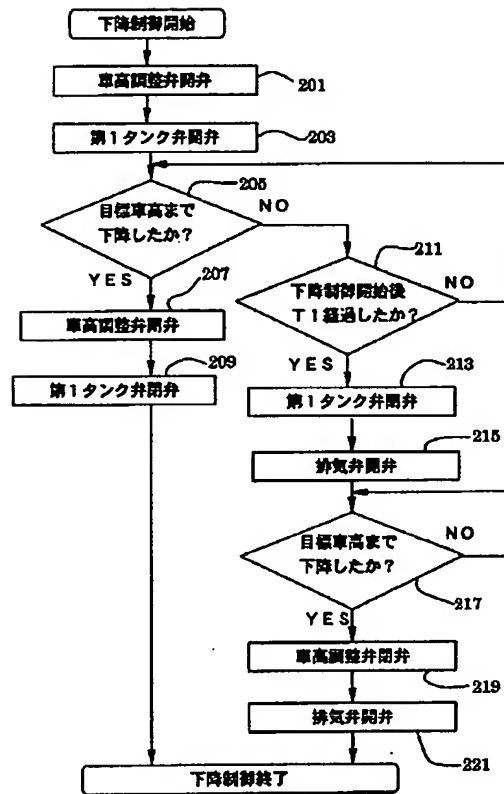 下降制御開始
車高調整弁開弁
201
第1タンク弁開弁
203
205
目標車高まで
下降したか？
NO
YES
207
車高調整弁閉弁
209
第1タンク弁閉弁
211
下降制御開始後
T1経過したか？
NO
YES
213
第1タンク弁閉弁
215
排気弁開弁
目標車高まで
下降したか？
NO
217
YES
車高調整弁閉弁
219
排気弁閉弁
221
下降制御終了